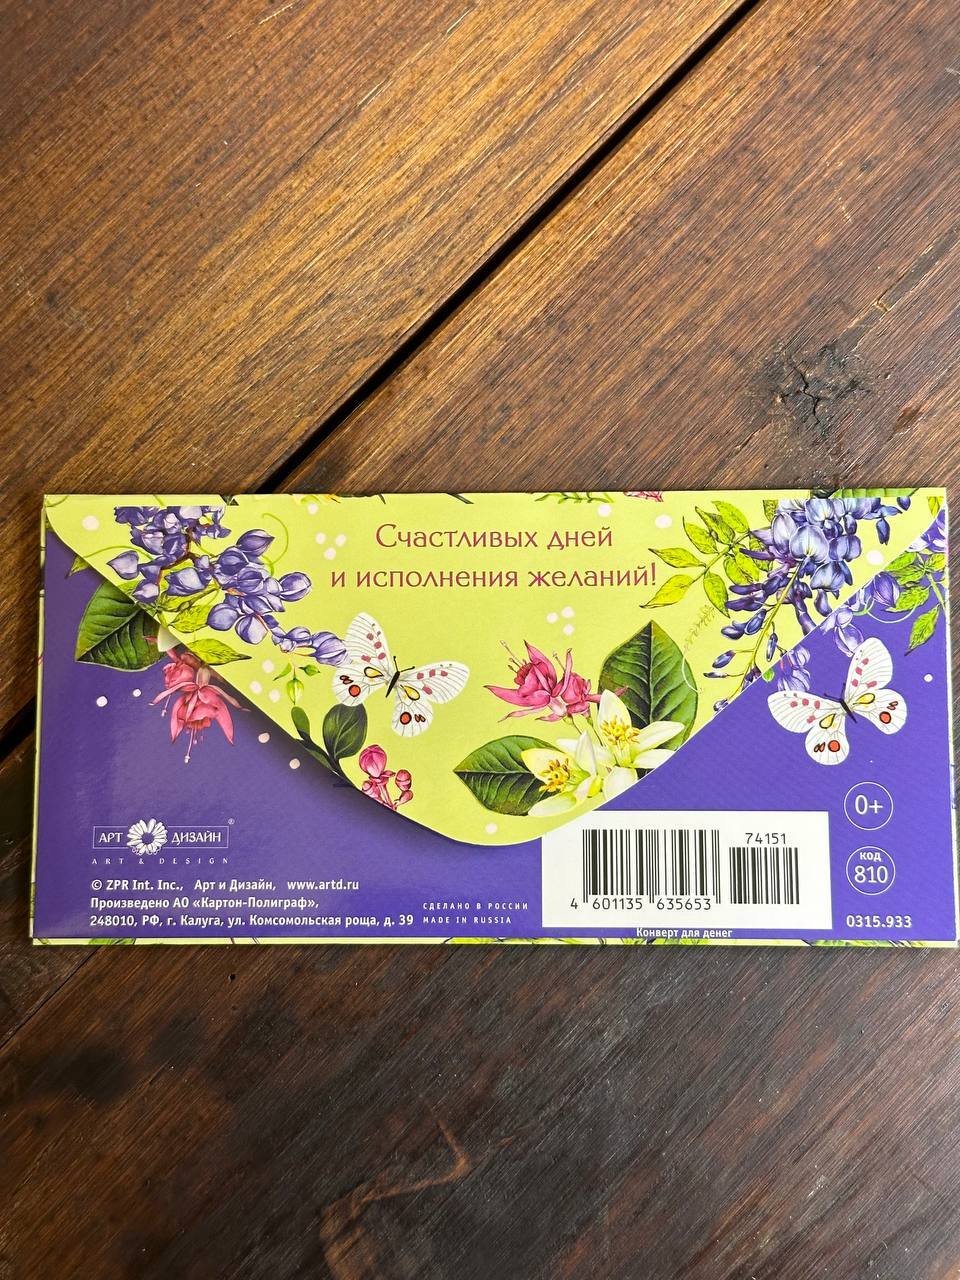 Счастливых дней
и исполнения желаний!
АРТ ДИЗАЙН ®
ART & DESIGN
© ZPR Int. Inc., Арт и Дизайн, www.artd.ru
Произведено АО «Картон-Полиграф»,
248010, РФ, г. Калуга, ул. Комсомольская роща, д. 39
СДЕЛАНО В РОССИИ
MADE IN RUSSIA
74151
4 601135 635653
Конверт для денег
0+
код
810
0315.933